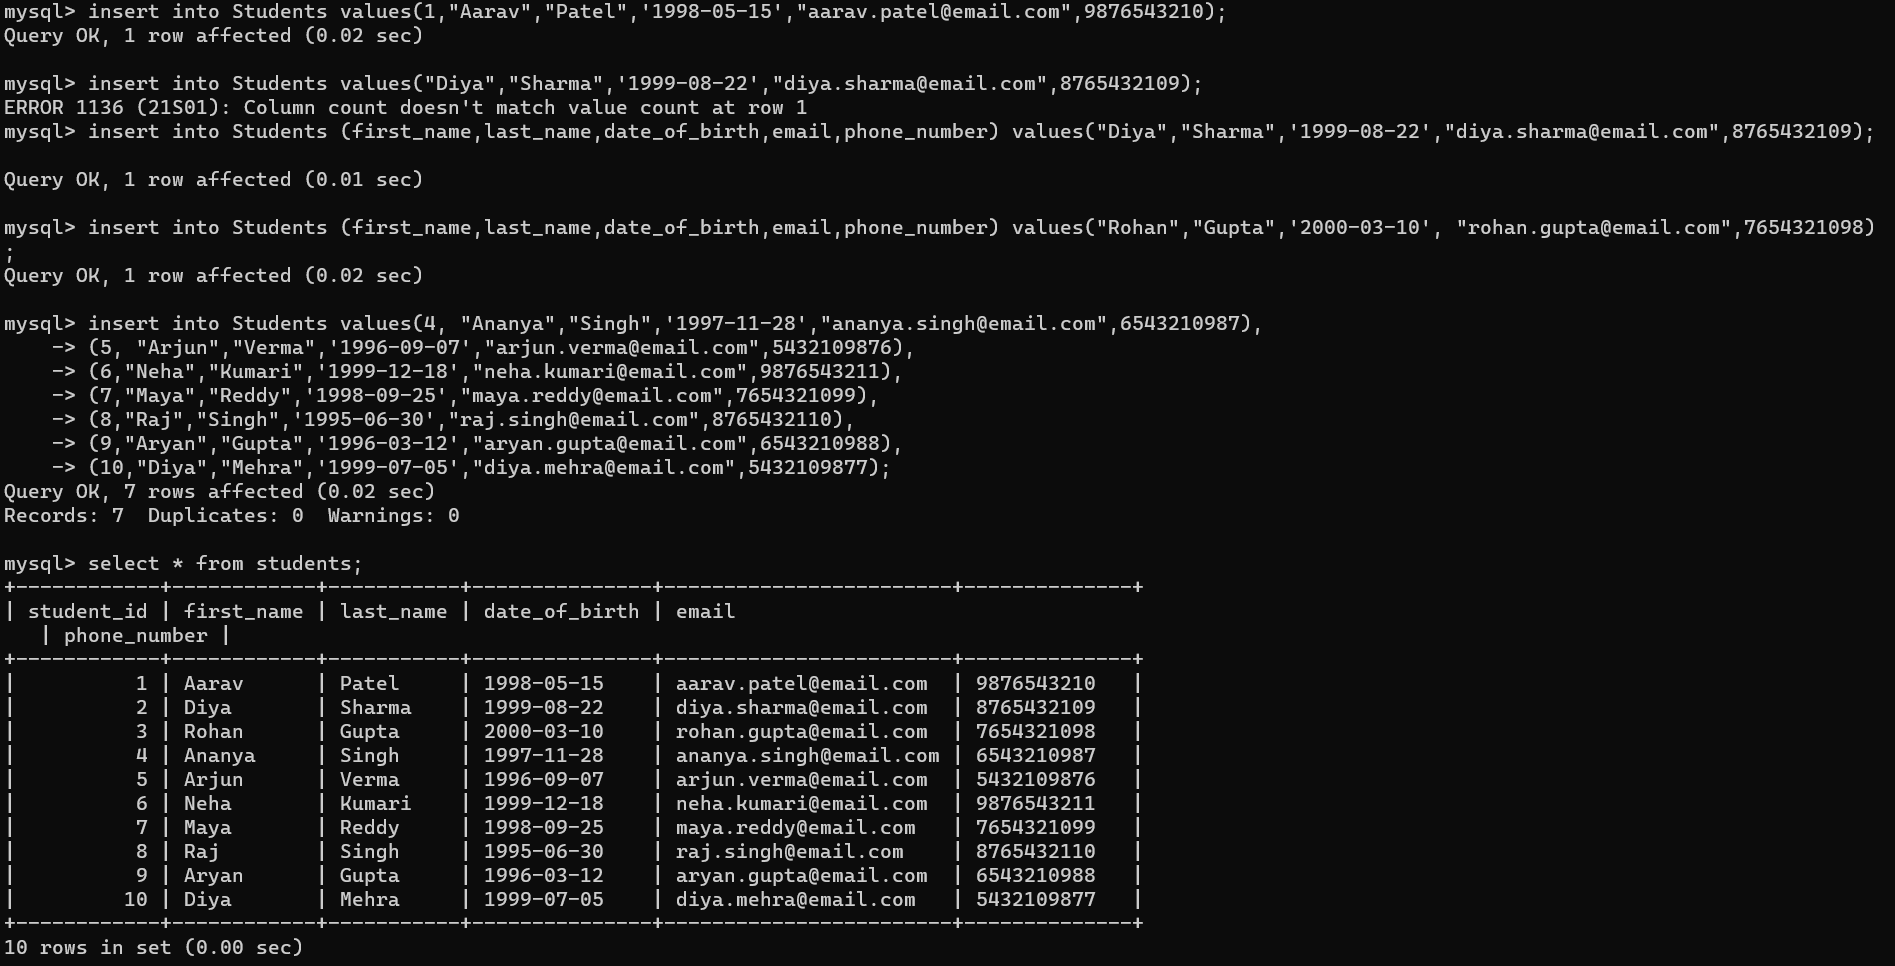 mysql> insert into Students values(1,"Aarav","Patel",'1998-05-15',"aarav.patel@email.com",9876543210);
Query OK, 1 row affected (0.02 sec)

mysql> insert into Students values("Diya","Sharma",'1999-08-22',"diya.sharma@email.com",8765432109);
ERROR 1136 (21S01): Column count doesn't match value count at row 1
mysql> insert into Students (first_name,last_name,date_of_birth,email,phone_number) values("Diya","Sharma",'1999-08-22',"diya.sharma@email.com",8765432109);

Query OK, 1 row affected (0.01 sec)

mysql> insert into Students (first_name,last_name,date_of_birth,email,phone_number) values("Rohan","Gupta",'2000-03-10', "rohan.gupta@email.com",7654321098)
;
Query OK, 1 row affected (0.02 sec)

mysql> insert into Students values(4, "Ananya","Singh",'1997-11-28',"ananya.singh@email.com",6543210987),
    -> (5, "Arjun","Verma",'1996-09-07',"arjun.verma@email.com",5432109876),
    -> (6,"Neha","Kumari",'1999-12-18',"neha.kumari@email.com",9876543211),
    -> (7,"Maya","Reddy",'1998-09-25',"maya.reddy@email.com",7654321099),
    -> (8,"Raj","Singh",'1995-06-30',"raj.singh@email.com",8765432110),
    -> (9,"Aryan","Gupta",'1996-03-12',"aryan.gupta@email.com",6543210988),
    -> (10,"Diya","Mehra",'1999-07-05',"diya.mehra@email.com",5432109877);
Query OK, 7 rows affected (0.02 sec)
Records: 7  Duplicates: 0  Warnings: 0

mysql> select * from students;
+------------+------------+-----------+---------------+------------------------+--------------+
| student_id | first_name | last_name | date_of_birth | email
   | phone_number |
+------------+------------+-----------+---------------+------------------------+--------------+
|          1 | Aarav      | Patel     | 1998-05-15    | aarav.patel@email.com  | 9876543210   |
|          2 | Diya       | Sharma    | 1999-08-22    | diya.sharma@email.com  | 8765432109   |
|          3 | Rohan      | Gupta     | 2000-03-10    | rohan.gupta@email.com  | 7654321098   |
|          4 | Ananya     | Singh     | 1997-11-28    | ananya.singh@email.com | 6543210987   |
|          5 | Arjun      | Verma     | 1996-09-07    | arjun.verma@email.com  | 5432109876   |
|          6 | Neha       | Kumari    | 1999-12-18    | neha.kumari@email.com  | 9876543211   |
|          7 | Maya       | Reddy     | 1998-09-25    | maya.reddy@email.com   | 7654321099   |
|          8 | Raj        | Singh     | 1995-06-30    | raj.singh@email.com    | 8765432110   |
|          9 | Aryan      | Gupta     | 1996-03-12    | aryan.gupta@email.com  | 6543210988   |
|         10 | Diya       | Mehra     | 1999-07-05    | diya.mehra@email.com   | 5432109877   |
+------------+------------+-----------+---------------+------------------------+--------------+
10 rows in set (0.00 sec)